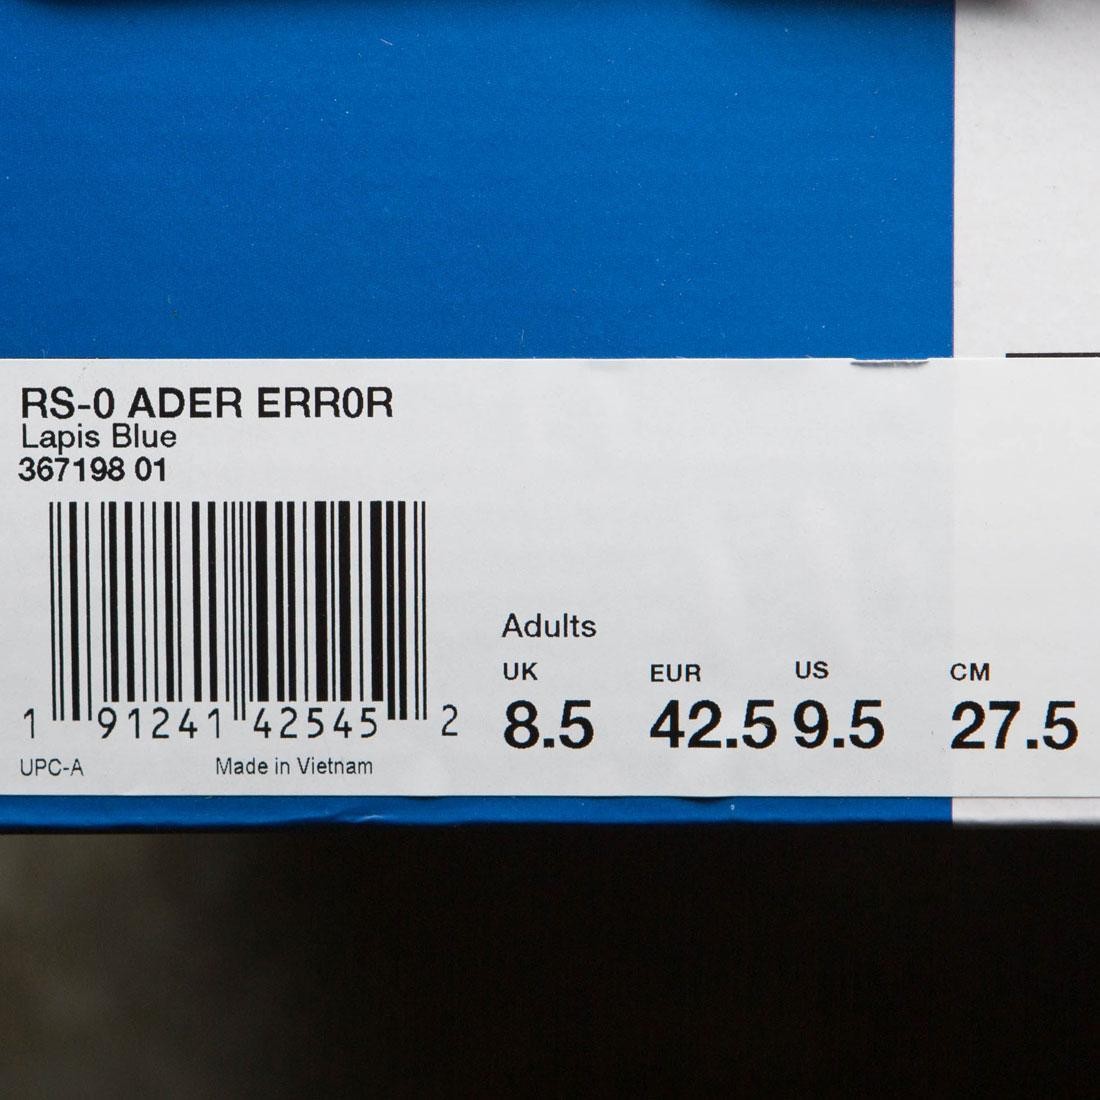 RS-0 ADER ERR0R
Lapis Blue
367198 01
1 91241 42545 2
UPC-A Made in Vietnam
Adults
UK EUR US CM
8.5 42.5 9.5 27.5